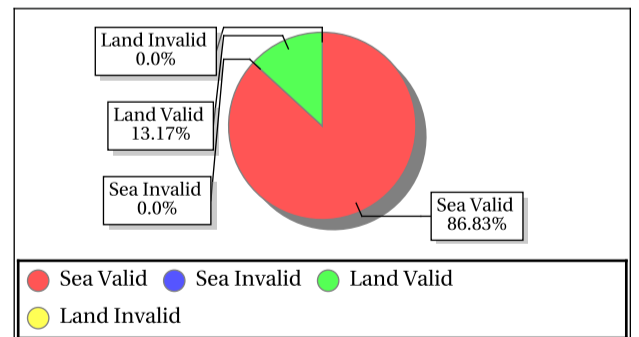 Land Invalid
0.0%
Land Valid
13.17%
Sea Invalid
0.0%
Sea Valid
86.83%
Sea Valid Sea Invalid Land Valid
Land Invalid